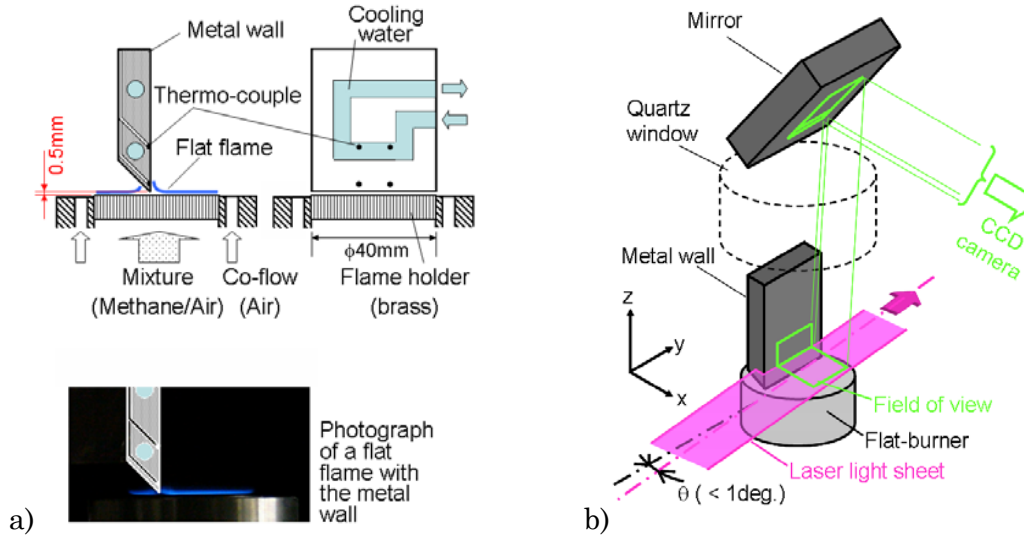 Metal wall
Cooling
water
Thermo-couple
Flat flame
0.5mm
ϕ40mm
Mixture
(Methane/Air)
Co-flow
(Air)
Flame holder
(brass)
Photograph
of a flat
flame with
the metal
wall
a)
Mirror
Quartz
window
CCD
camera
Metal wall
z
y
x
Field of view
Flat-burner
Laser light sheet
θ ( < 1deg.)
b)